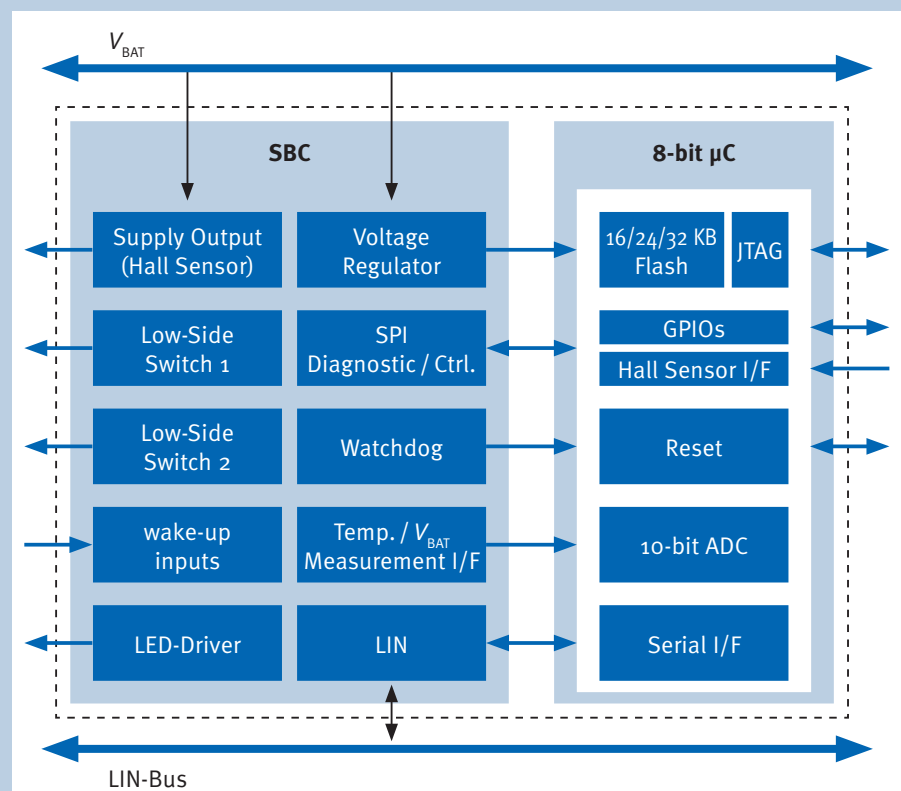 V_BAT
SBC
8-bit µC
Supply Output
(Hall Sensor)
Voltage
Regulator
16/24/32 KB
Flash
JTAG
Low-Side
Switch 1
SPI
Diagnostic / Ctrl.
GPIOs
Hall Sensor I/F
Low-Side
Switch 2
Watchdog
Reset
wake-up
inputs
Temp. / V_BAT
Measurement I/F
10-bit ADC
LED-Driver
LIN
Serial I/F
LIN-Bus